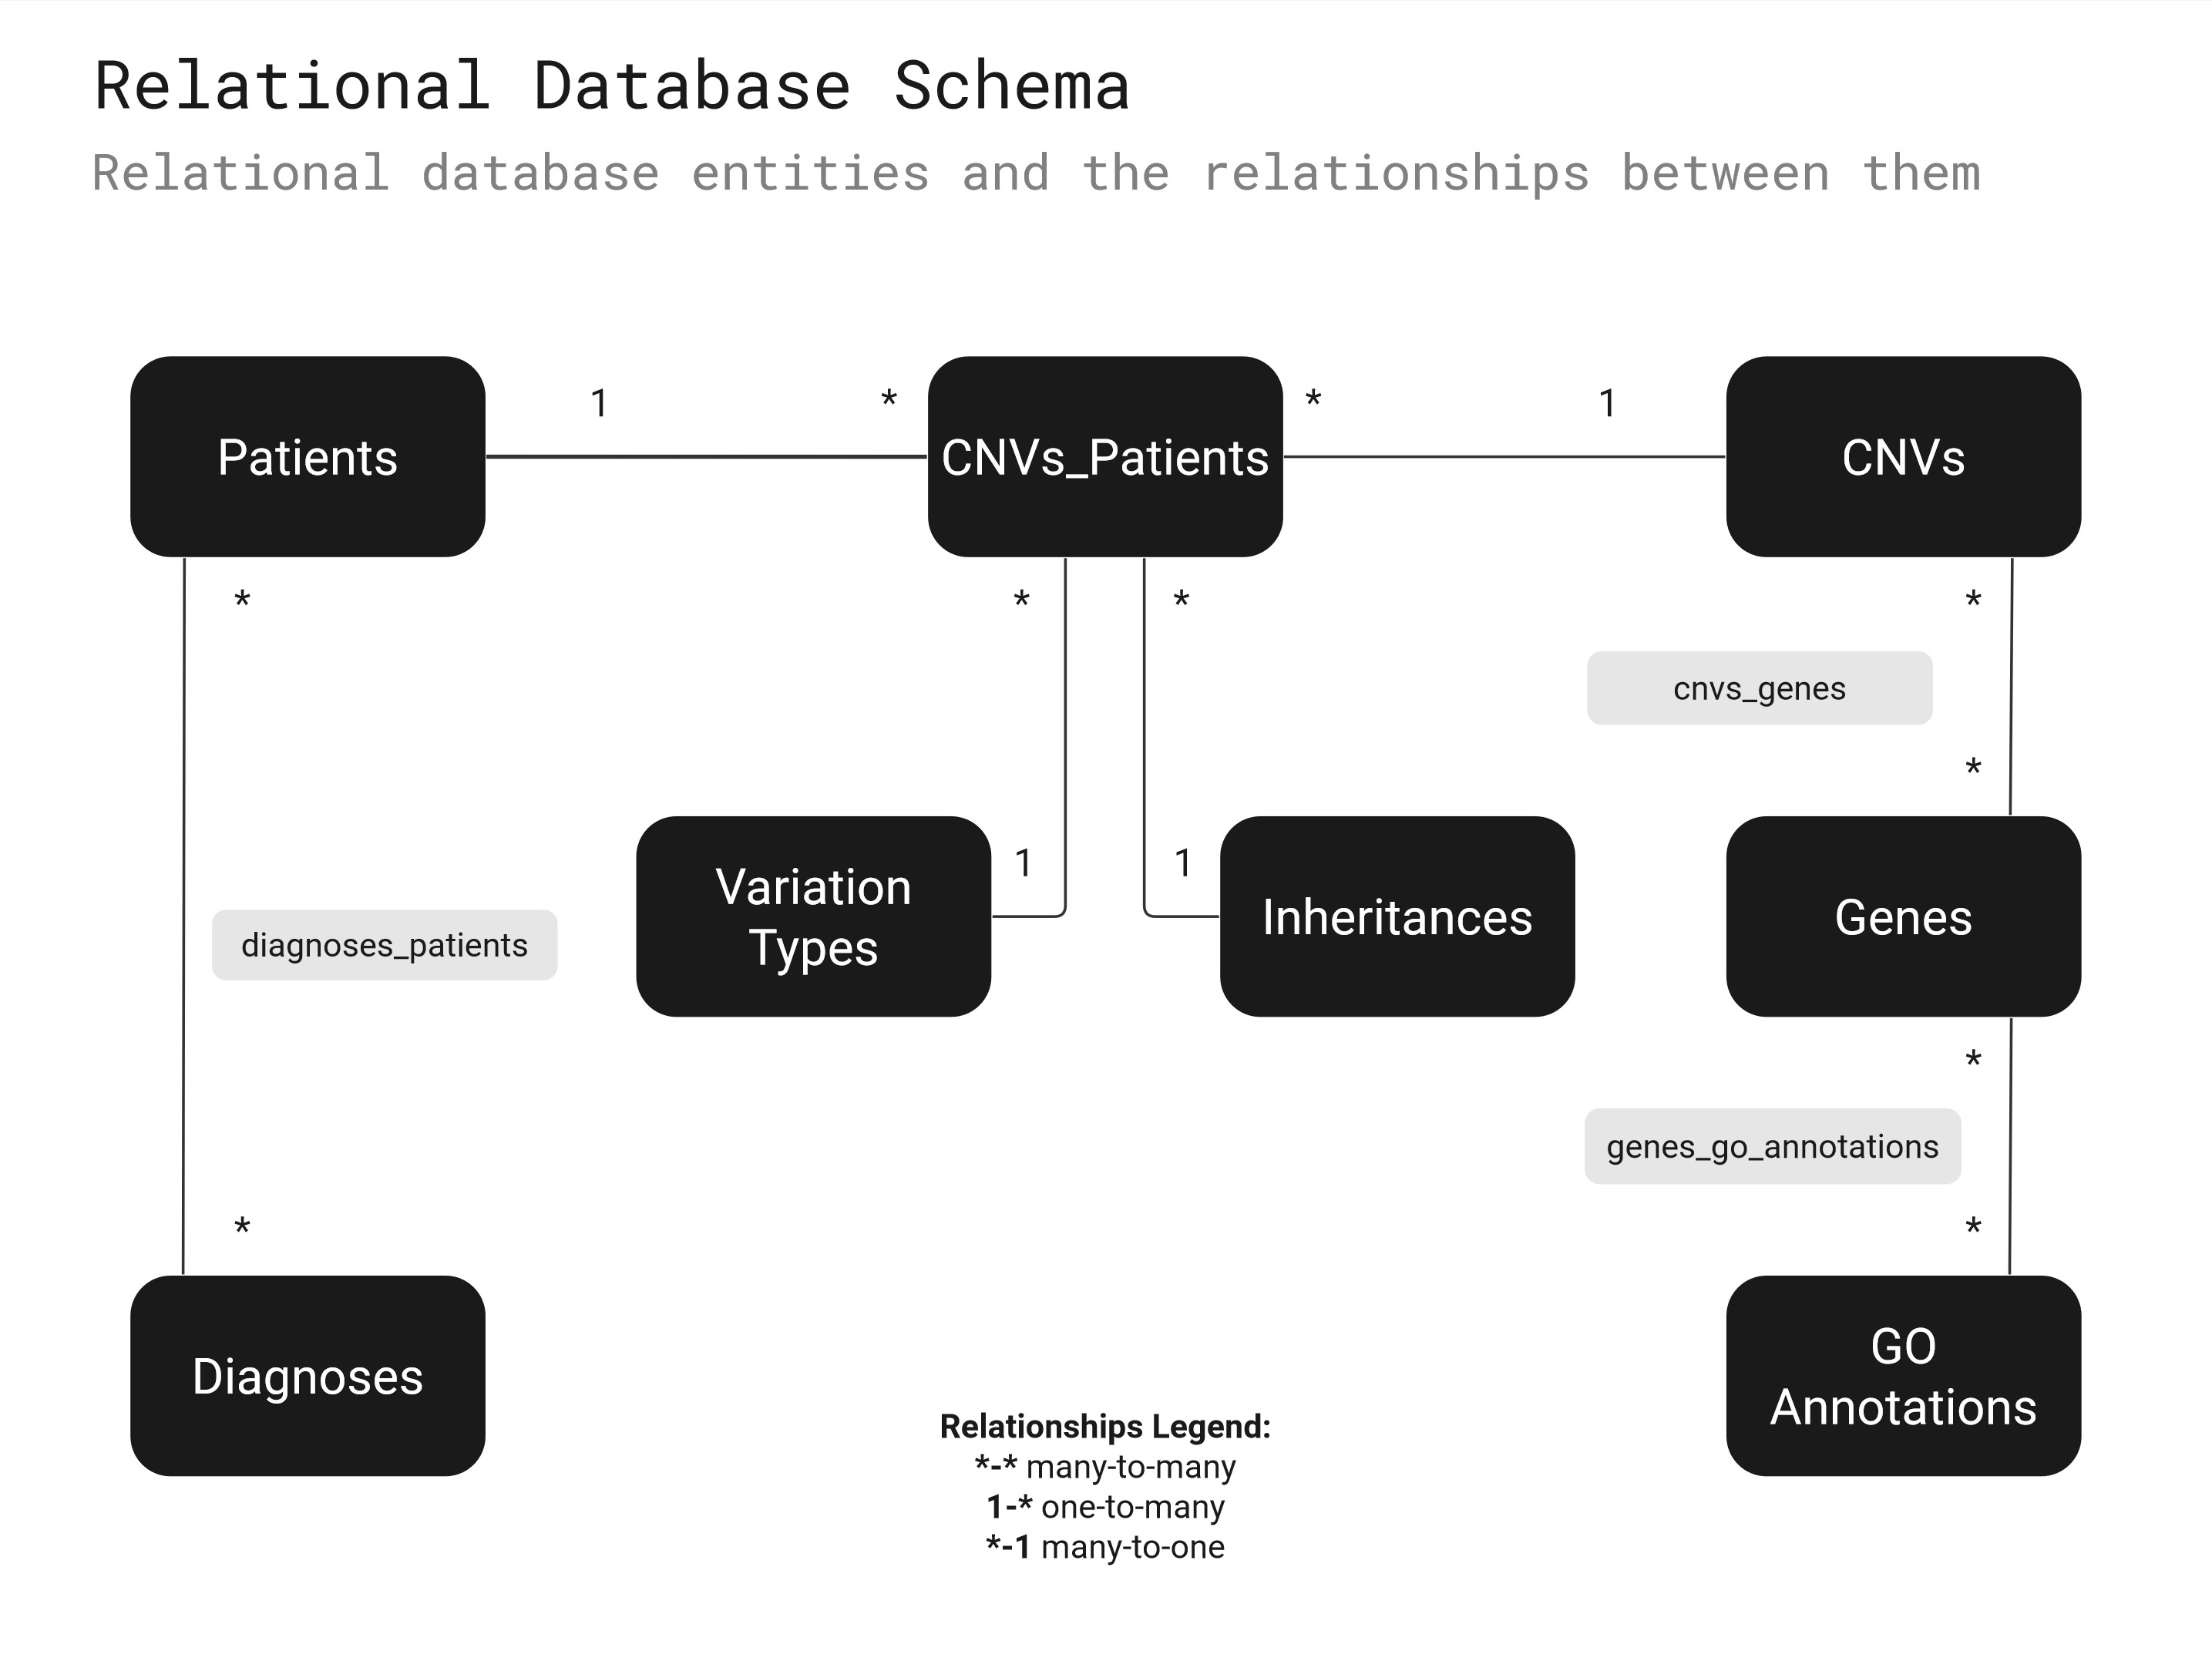 Relational Database Schema
Relational database entities and the relationships between them
1
*
*
1
Patients
CNVs_Patients
CNVs
*
*
*
*
cnvs_genes
*
1
1
Variation
Types
Inheritances
Genes
diagnoses_patients
*
genes_go_annotations
*
*
Diagnoses
GO
Annotations
Relationships Legend:
*-* many-to-many
1-* one-to-many
*-1 many-to-one